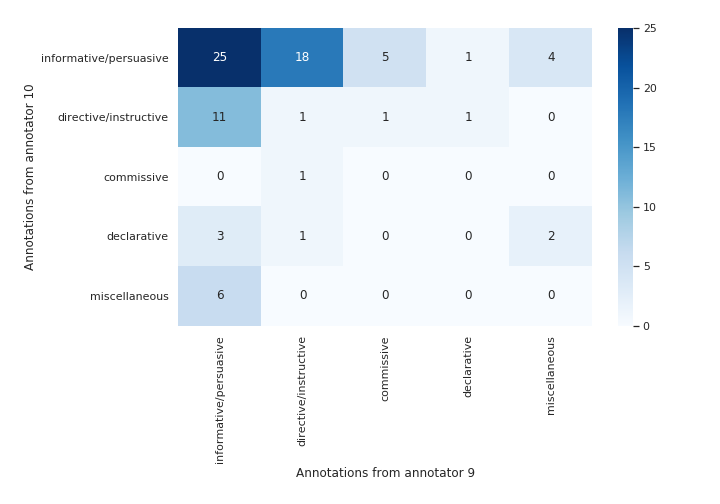 Annotations from annotator 10
informative/persuasive 25 18 5 1 4
directive/instructive 11 1 1 1 0
commissive 0 1 0 0 0
declarative 3 1 0 0 2
miscellaneous 6 0 0 0 0
informative/persuasive
directive/instructive
commissive
declarative
miscellaneous
Annotations from annotator 9
25
20
15
10
5
0